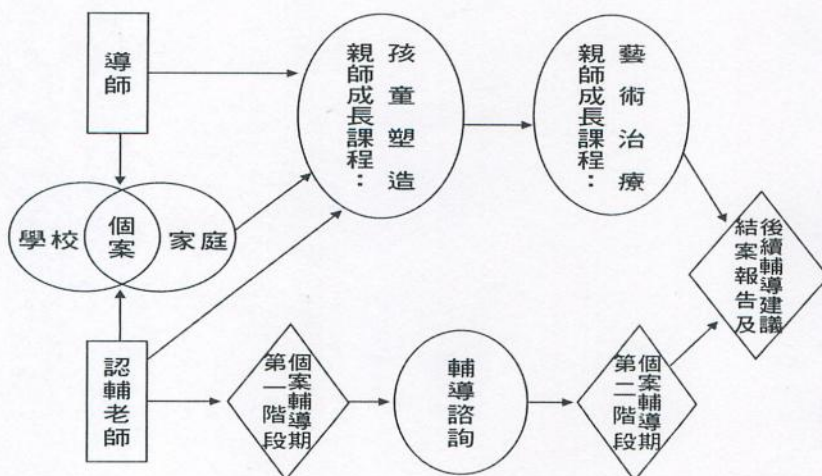 導師
親師成長課程：
孩童塑造
親師成長課程：
藝術治療
學校
個案
家庭
結案報告及
後續輔導建議
認輔老師
第一階段
個案輔導期
輔導諮詢
第二階段
個案輔導期